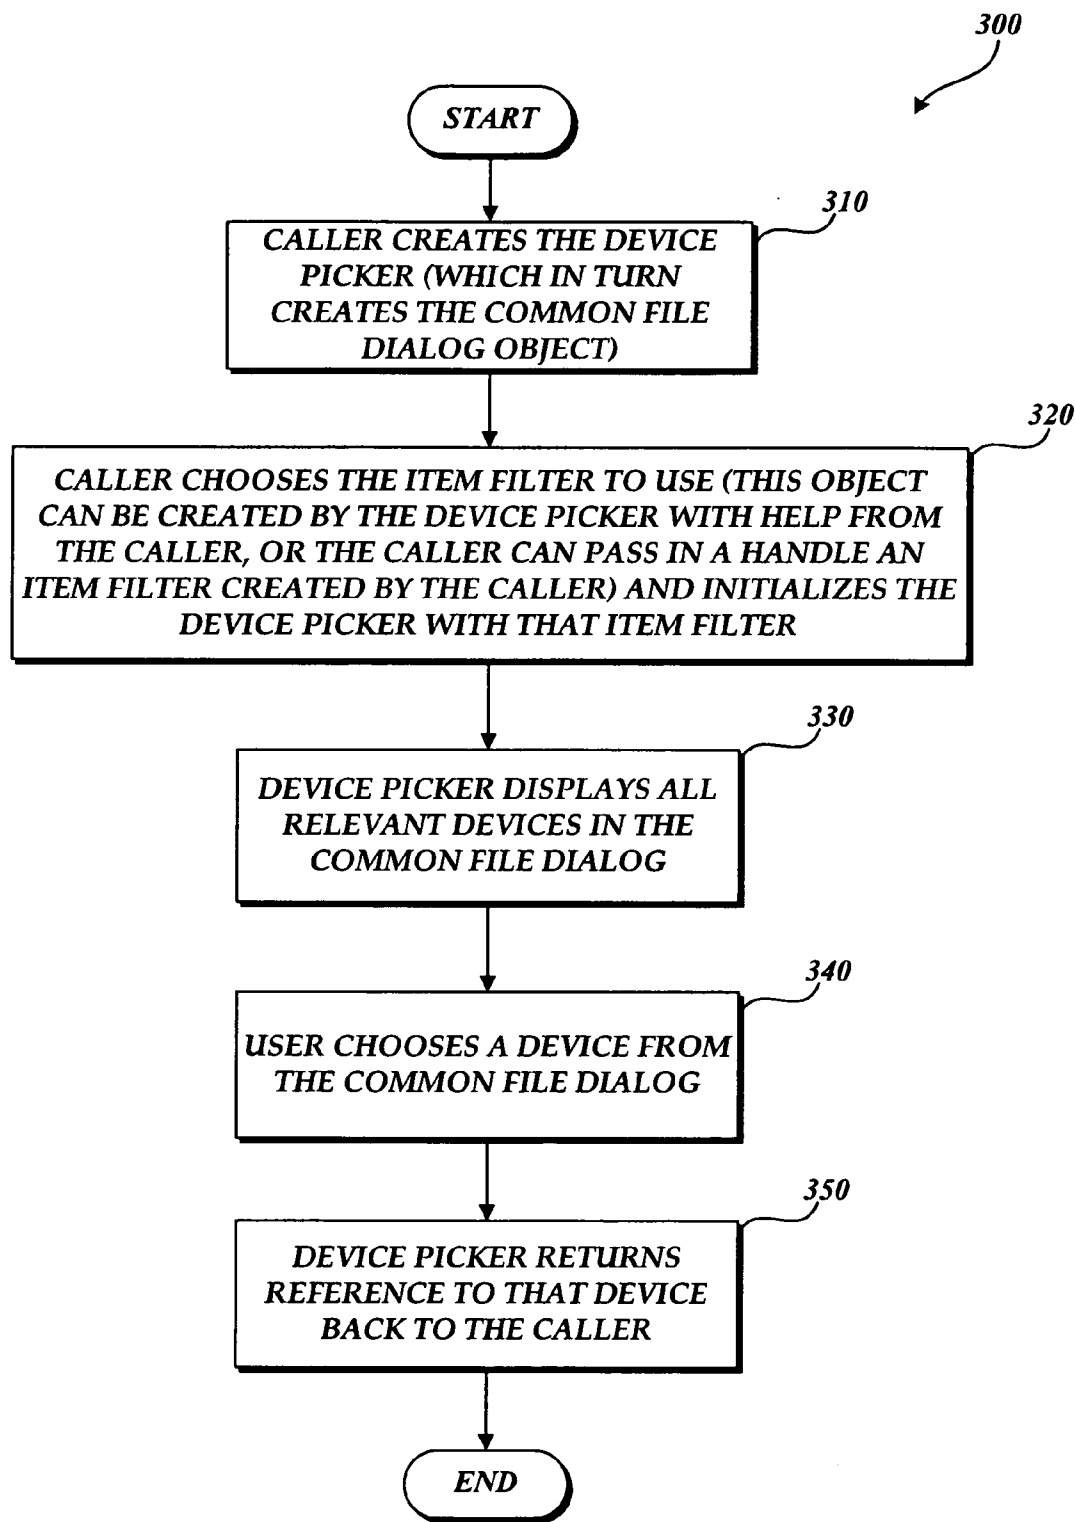 300
START
310
CALLER CREATES THE DEVICE
PICKER (WHICH IN TURN
CREATES THE COMMON FILE
DIALOG OBJECT)
320
CALLER CHOOSES THE ITEM FILTER TO USE (THIS OBJECT
CAN BE CREATED BY THE DEVICE PICKER WITH HELP FROM
THE CALLER, OR THE CALLER CAN PASS IN A HANDLE AN
ITEM FILTER CREATED BY THE CALLER) AND INITIALIZES THE
DEVICE PICKER WITH THAT ITEM FILTER
330
DEVICE PICKER DISPLAYS ALL
RELEVANT DEVICES IN THE
COMMON FILE DIALOG
340
USER CHOOSES A DEVICE FROM
THE COMMON FILE DIALOG
350
DEVICE PICKER RETURNS
REFERENCE TO THAT DEVICE
BACK TO THE CALLER
END